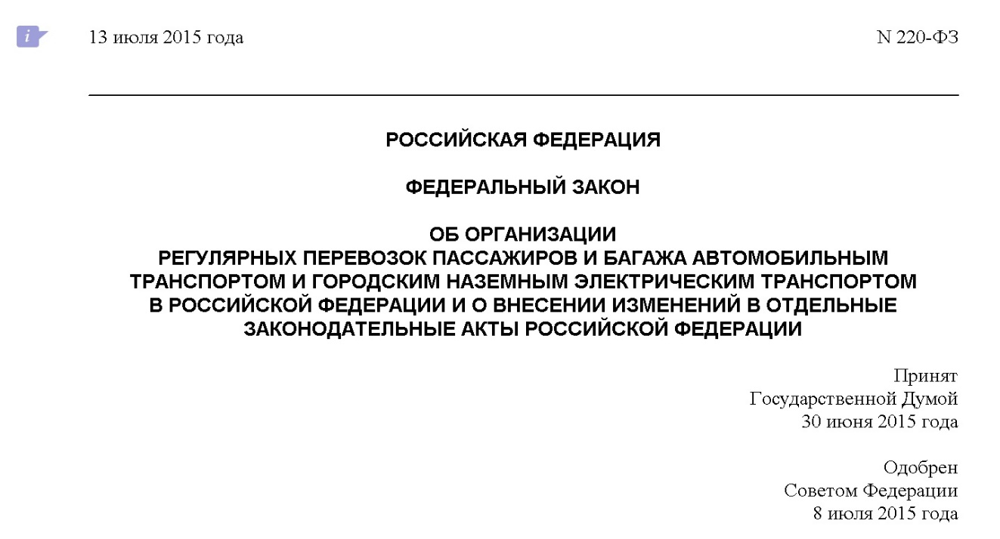 i
13 июля 2015 года N 220-ФЗ
РОССИЙСКАЯ ФЕДЕРАЦИЯ
ФЕДЕРАЛЬНЫЙ ЗАКОН
ОБ ОРГАНИЗАЦИИ
РЕГУЛЯРНЫХ ПЕРЕВОЗОК ПАССАЖИРОВ И БАГАЖА АВТОМОБИЛЬНЫМ
ТРАНСПОРТОМ И ГОРОДСКИМ НАЗЕМНЫМ ЭЛЕКТРИЧЕСКИМ ТРАНСПОРТОМ
В РОССИЙСКОЙ ФЕДЕРАЦИИ И О ВНЕСЕНИИ ИЗМЕНЕНИЙ В ОТДЕЛЬНЫЕ
ЗАКОНОДАТЕЛЬНЫЕ АКТЫ РОССИЙСКОЙ ФЕДЕРАЦИИ
Принят
Государственной Думой
30 июня 2015 года
Одобрен
Советом Федерации
8 июля 2015 года